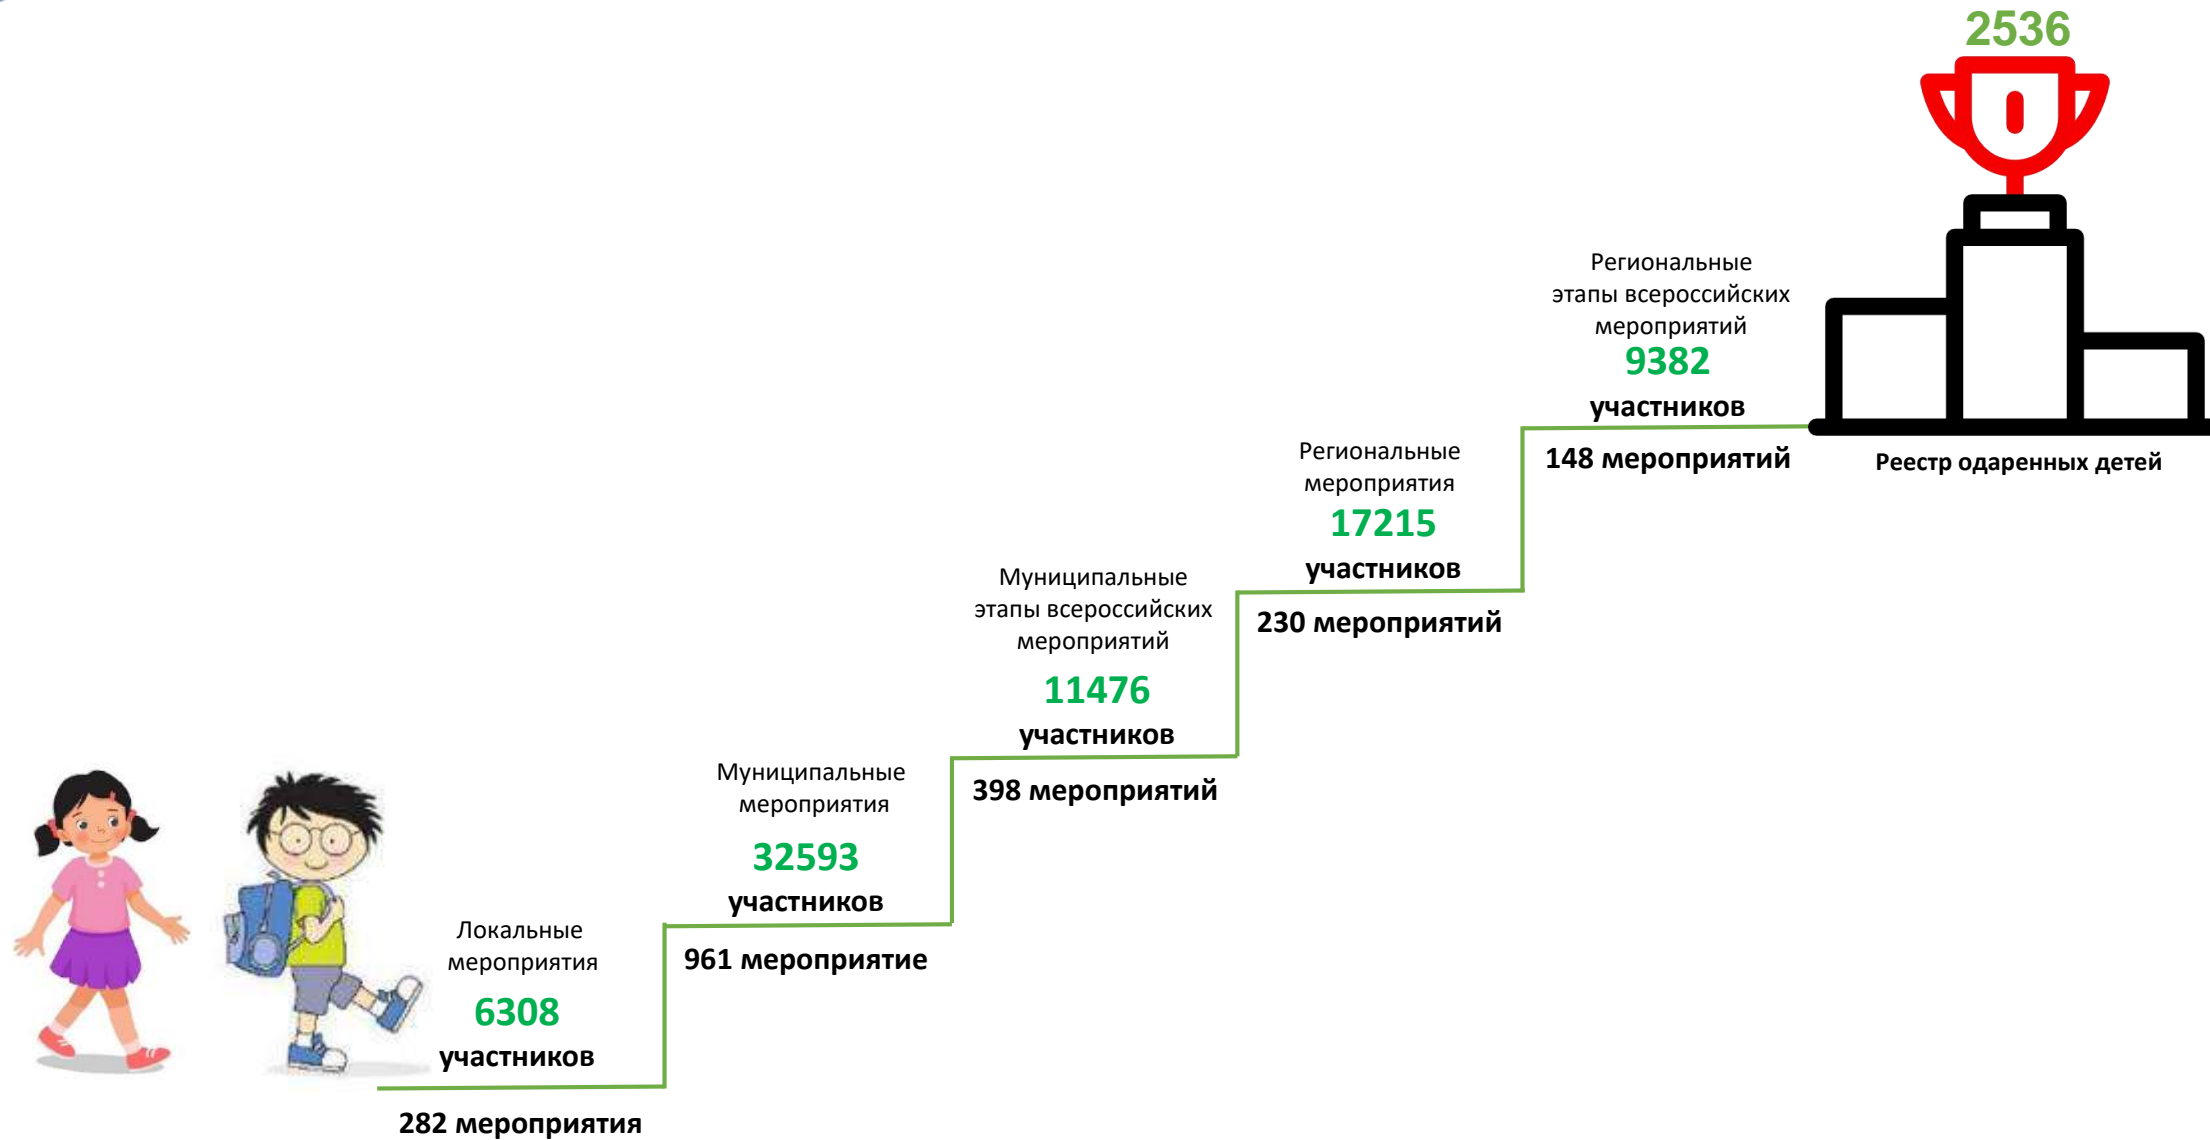 2536
Региональные
этапы всероссийских
мероприятий
9382
участников
148 мероприятий
Реестр одаренных детей
Региональные
мероприятия
17215
участников
230 мероприятий
Муниципальные
этапы всероссийских
мероприятий
11476
участников
398 мероприятий
Муниципальные
мероприятия
32593
участников
961 мероприятие
Локальные
мероприятия
6308
участников
282 мероприятия